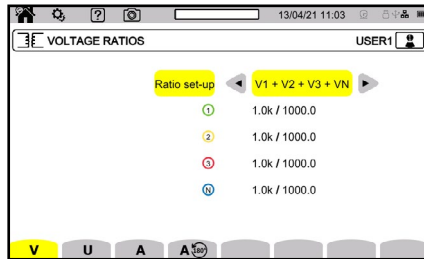 ? 13/04/21 11:03
VOLTAGE RATIOS USER1
Ratio set-up V1 + V2 + V3 + VN
1 1.0k / 1000.0
2 1.0k / 1000.0
3 1.0k / 1000.0
N 1.0k / 1000.0
V U A A 180°